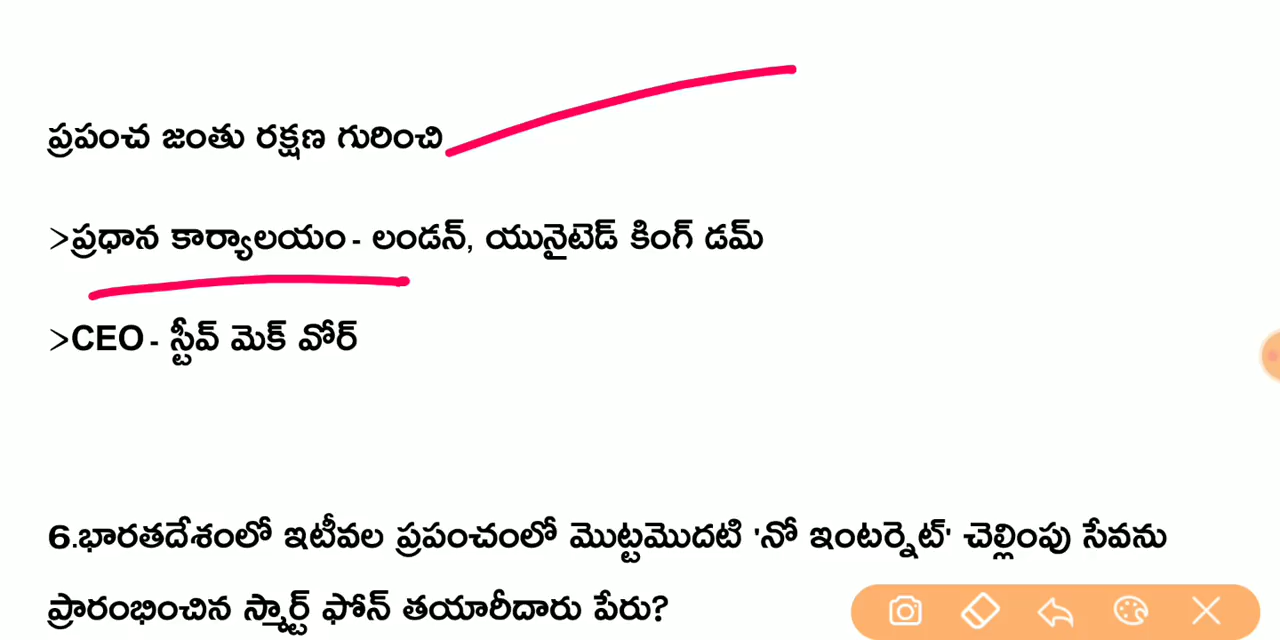 ప్రపంచ జంతు రక్షణ గురించి
>ప్రధాన కార్యాలయం - లండన్, యునైటెడ్ కింగ్ డమ్
>CEO - స్టీవ్ మెక్ వోర్
6.భారతదేశంలో ఇటీవల ప్రపంచంలో మొట్టమొదటి 'నో ఇంటర్నెట్' చెల్లింపు సేవను
ప్రారంభించిన స్మార్ట్ ఫోన్ తయారీదారు పేరు?